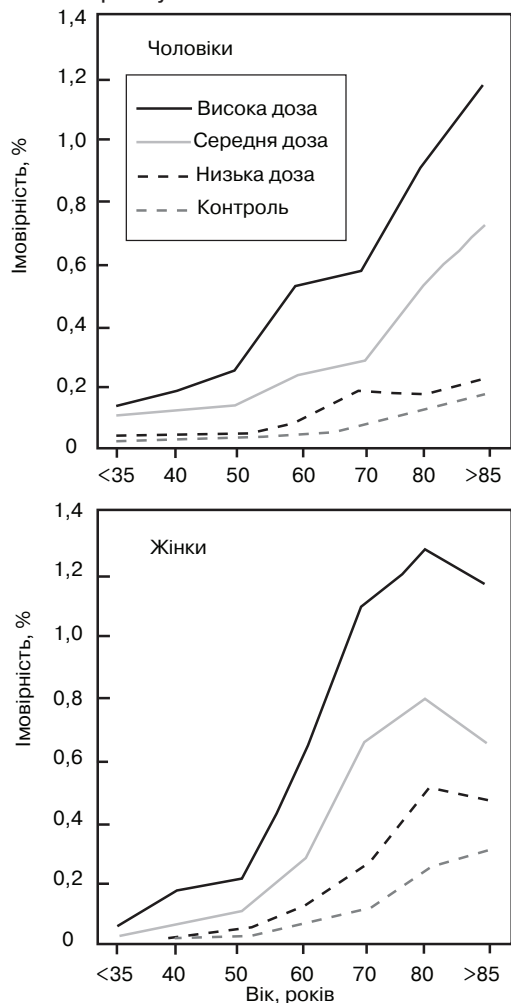 1,4
Чоловіки
1,2
Висока доза
1,0
Середня доза
Низька доза
0,8
Контроль
0,6
0,4
0,2
0
Імовірність, %
<35 40 50 60 70 80 >85
1,4
Жінки
1,2
1,0
0,8
0,6
0,4
0,2
0
Імовірність, %
<35 40 50 60 70 80 >85
Вік, років